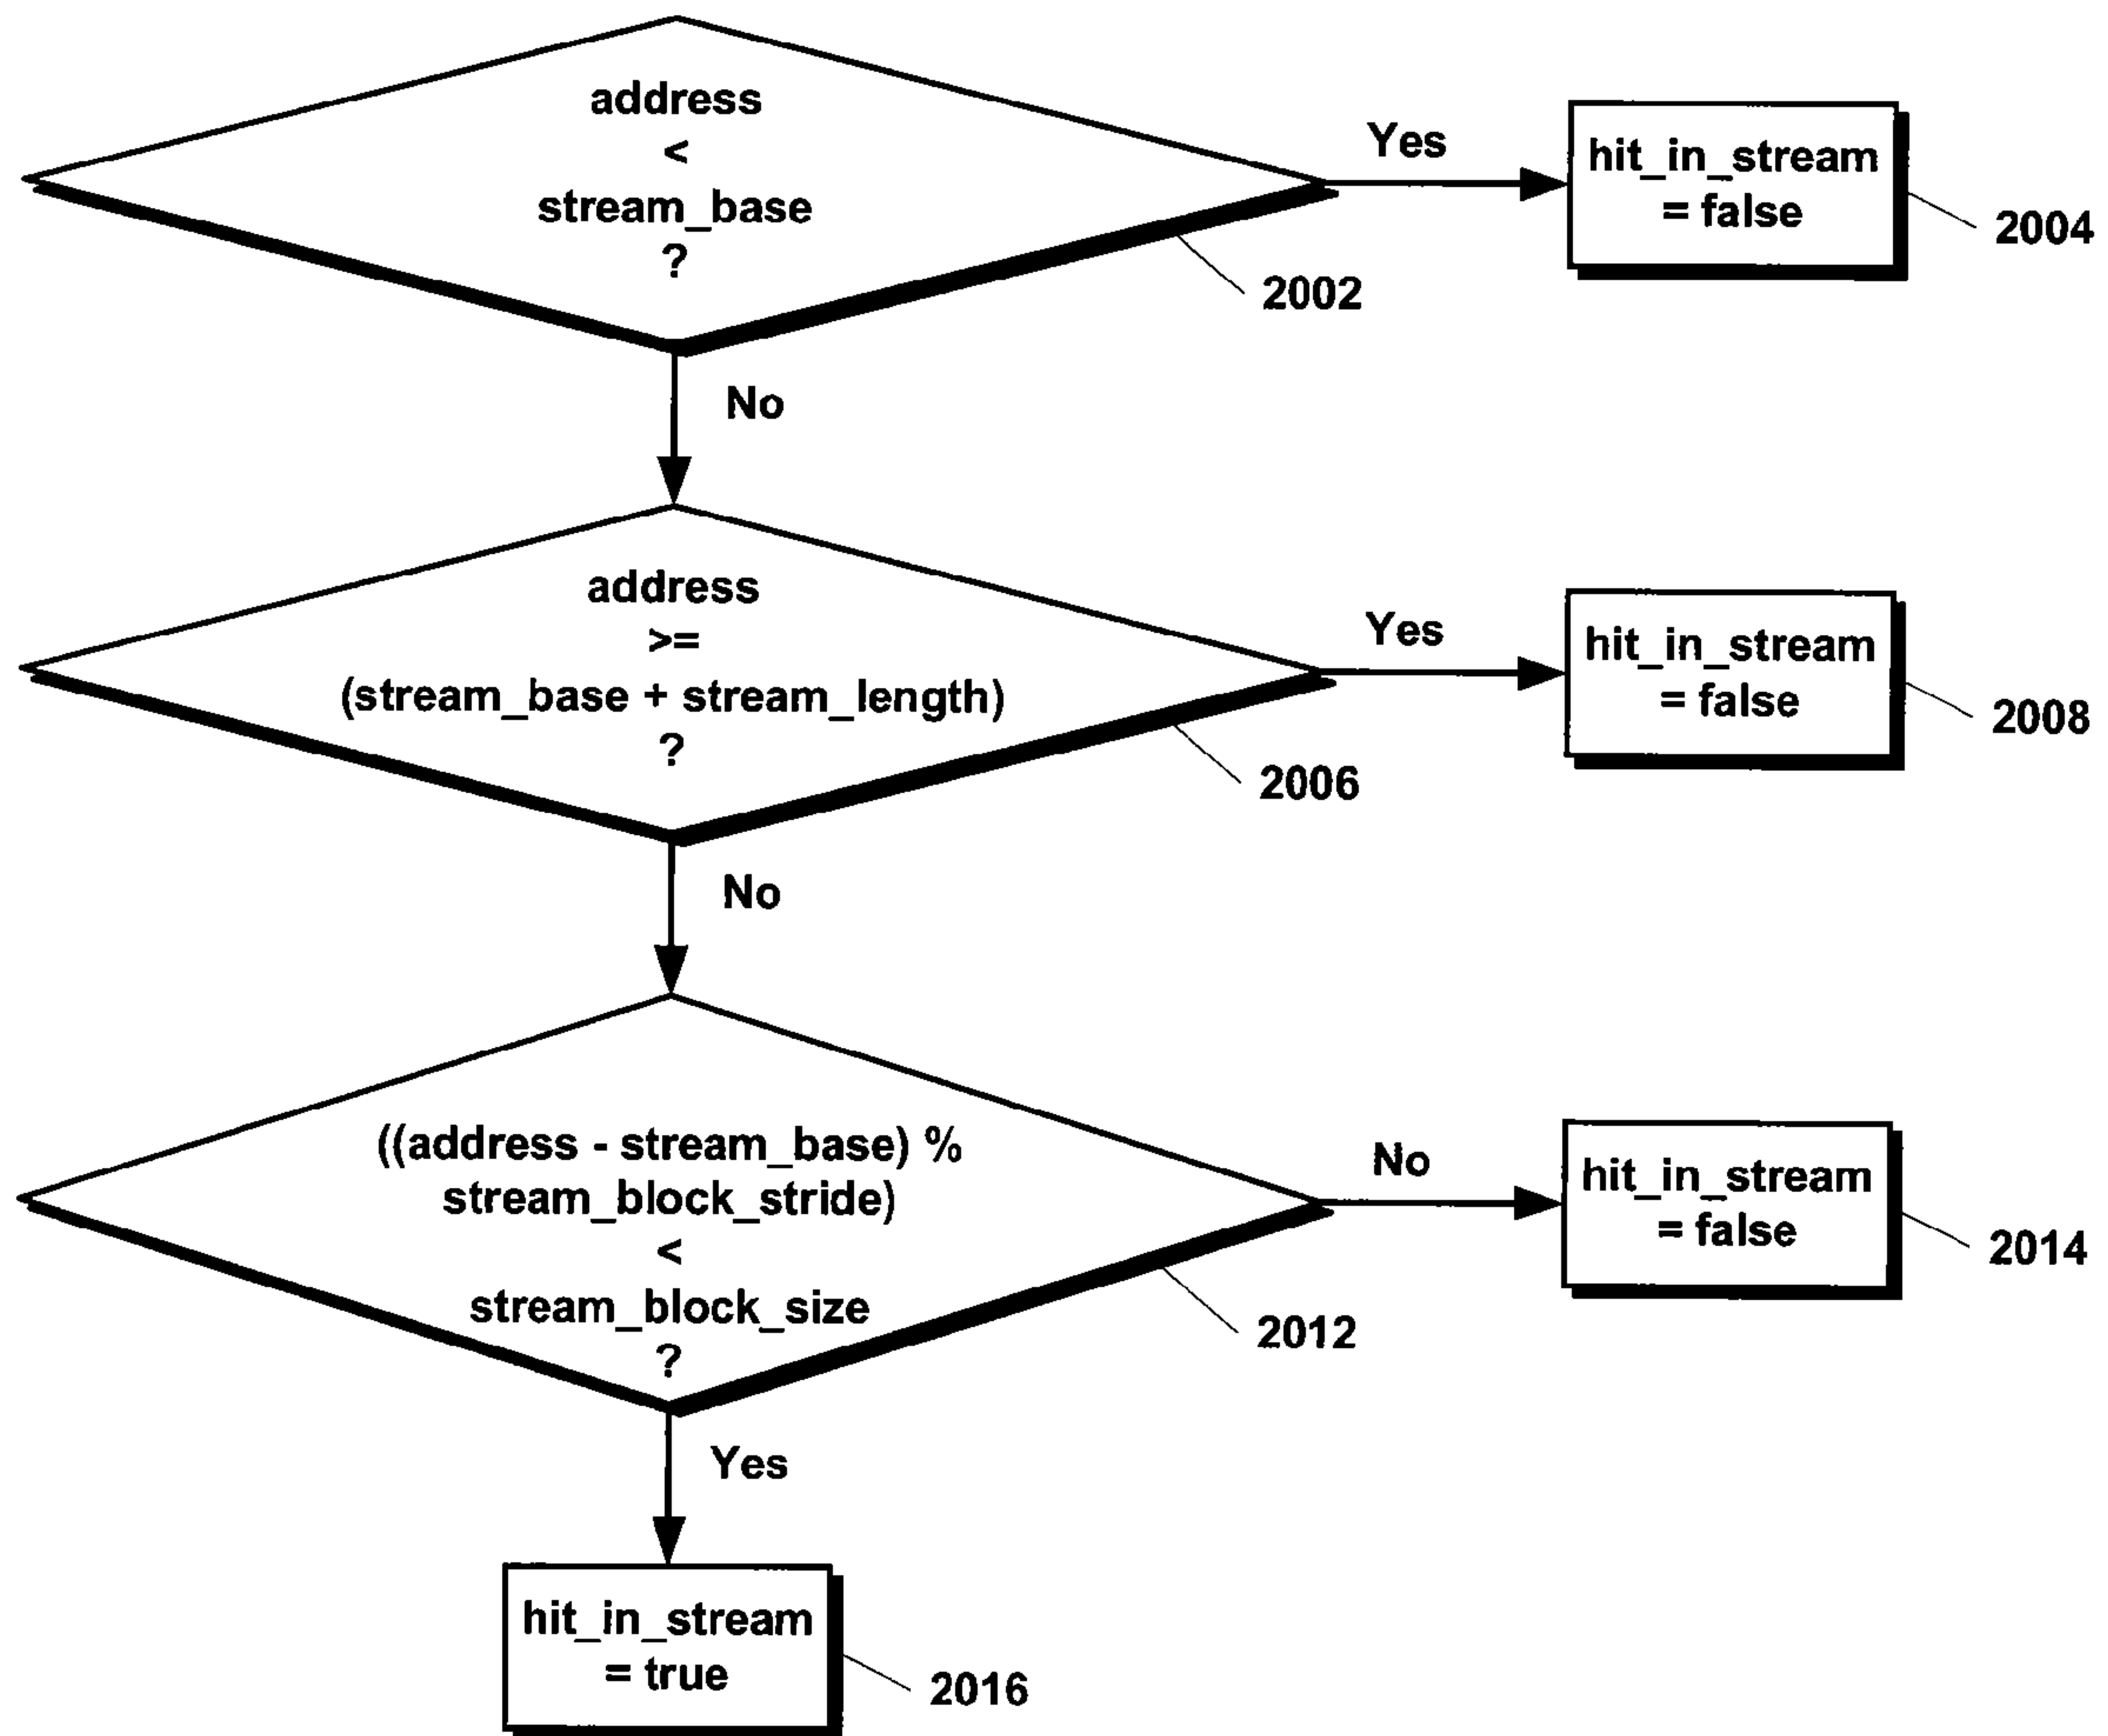 address
<
stream_base
?
Yes
hit_in_stream
= false
2004
2002
No
address
>=
(stream_base + stream_length)
?
Yes
hit_in_stream
= false
2008
2006
No
((address - stream_base) %
stream_block_stride)
<
stream_block_size
?
No
hit_in_stream
= false
2014
2012
Yes
hit_in_stream
= true
2016